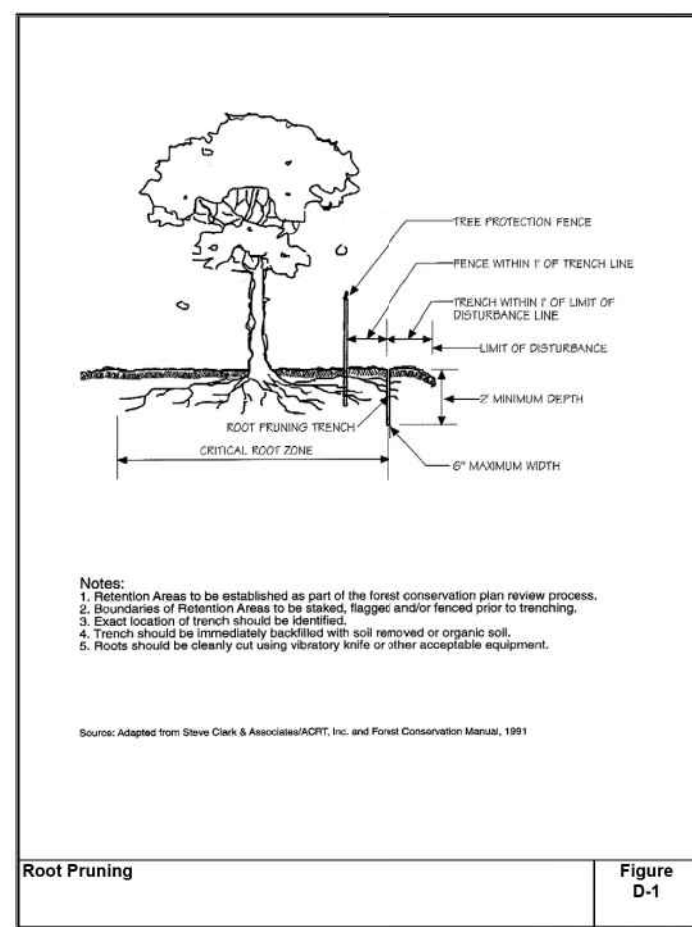 TREE PROTECTION FENCE
FENCE WITHIN 1' OF TRENCH LINE
TRENCH WITHIN 1' OF LIMIT OF
DISTURBANCE LINE
LIMIT OF DISTURBANCE
2' MINIMUM DEPTH
ROOT PRUNING TRENCH
CRITICAL ROOT ZONE
6" MAXIMUM WIDTH
Notes:
1. Retention Areas to be established as part of the forest conservation plan review process.
2. Boundaries of Retention Areas to be staked, flagged and/or fenced prior to trenching.
3. Exact location of trench should be identified.
4. Trench should be immediately backfilled with soil removed or organic soil.
5. Roots should be cleanly cut using vibratory knife or other acceptable equipment.
Source: Adapted from Steve Clark & Associates/ACRT, Inc. and Forest Conservation Manual, 1991
Root Pruning
Figure
D-1